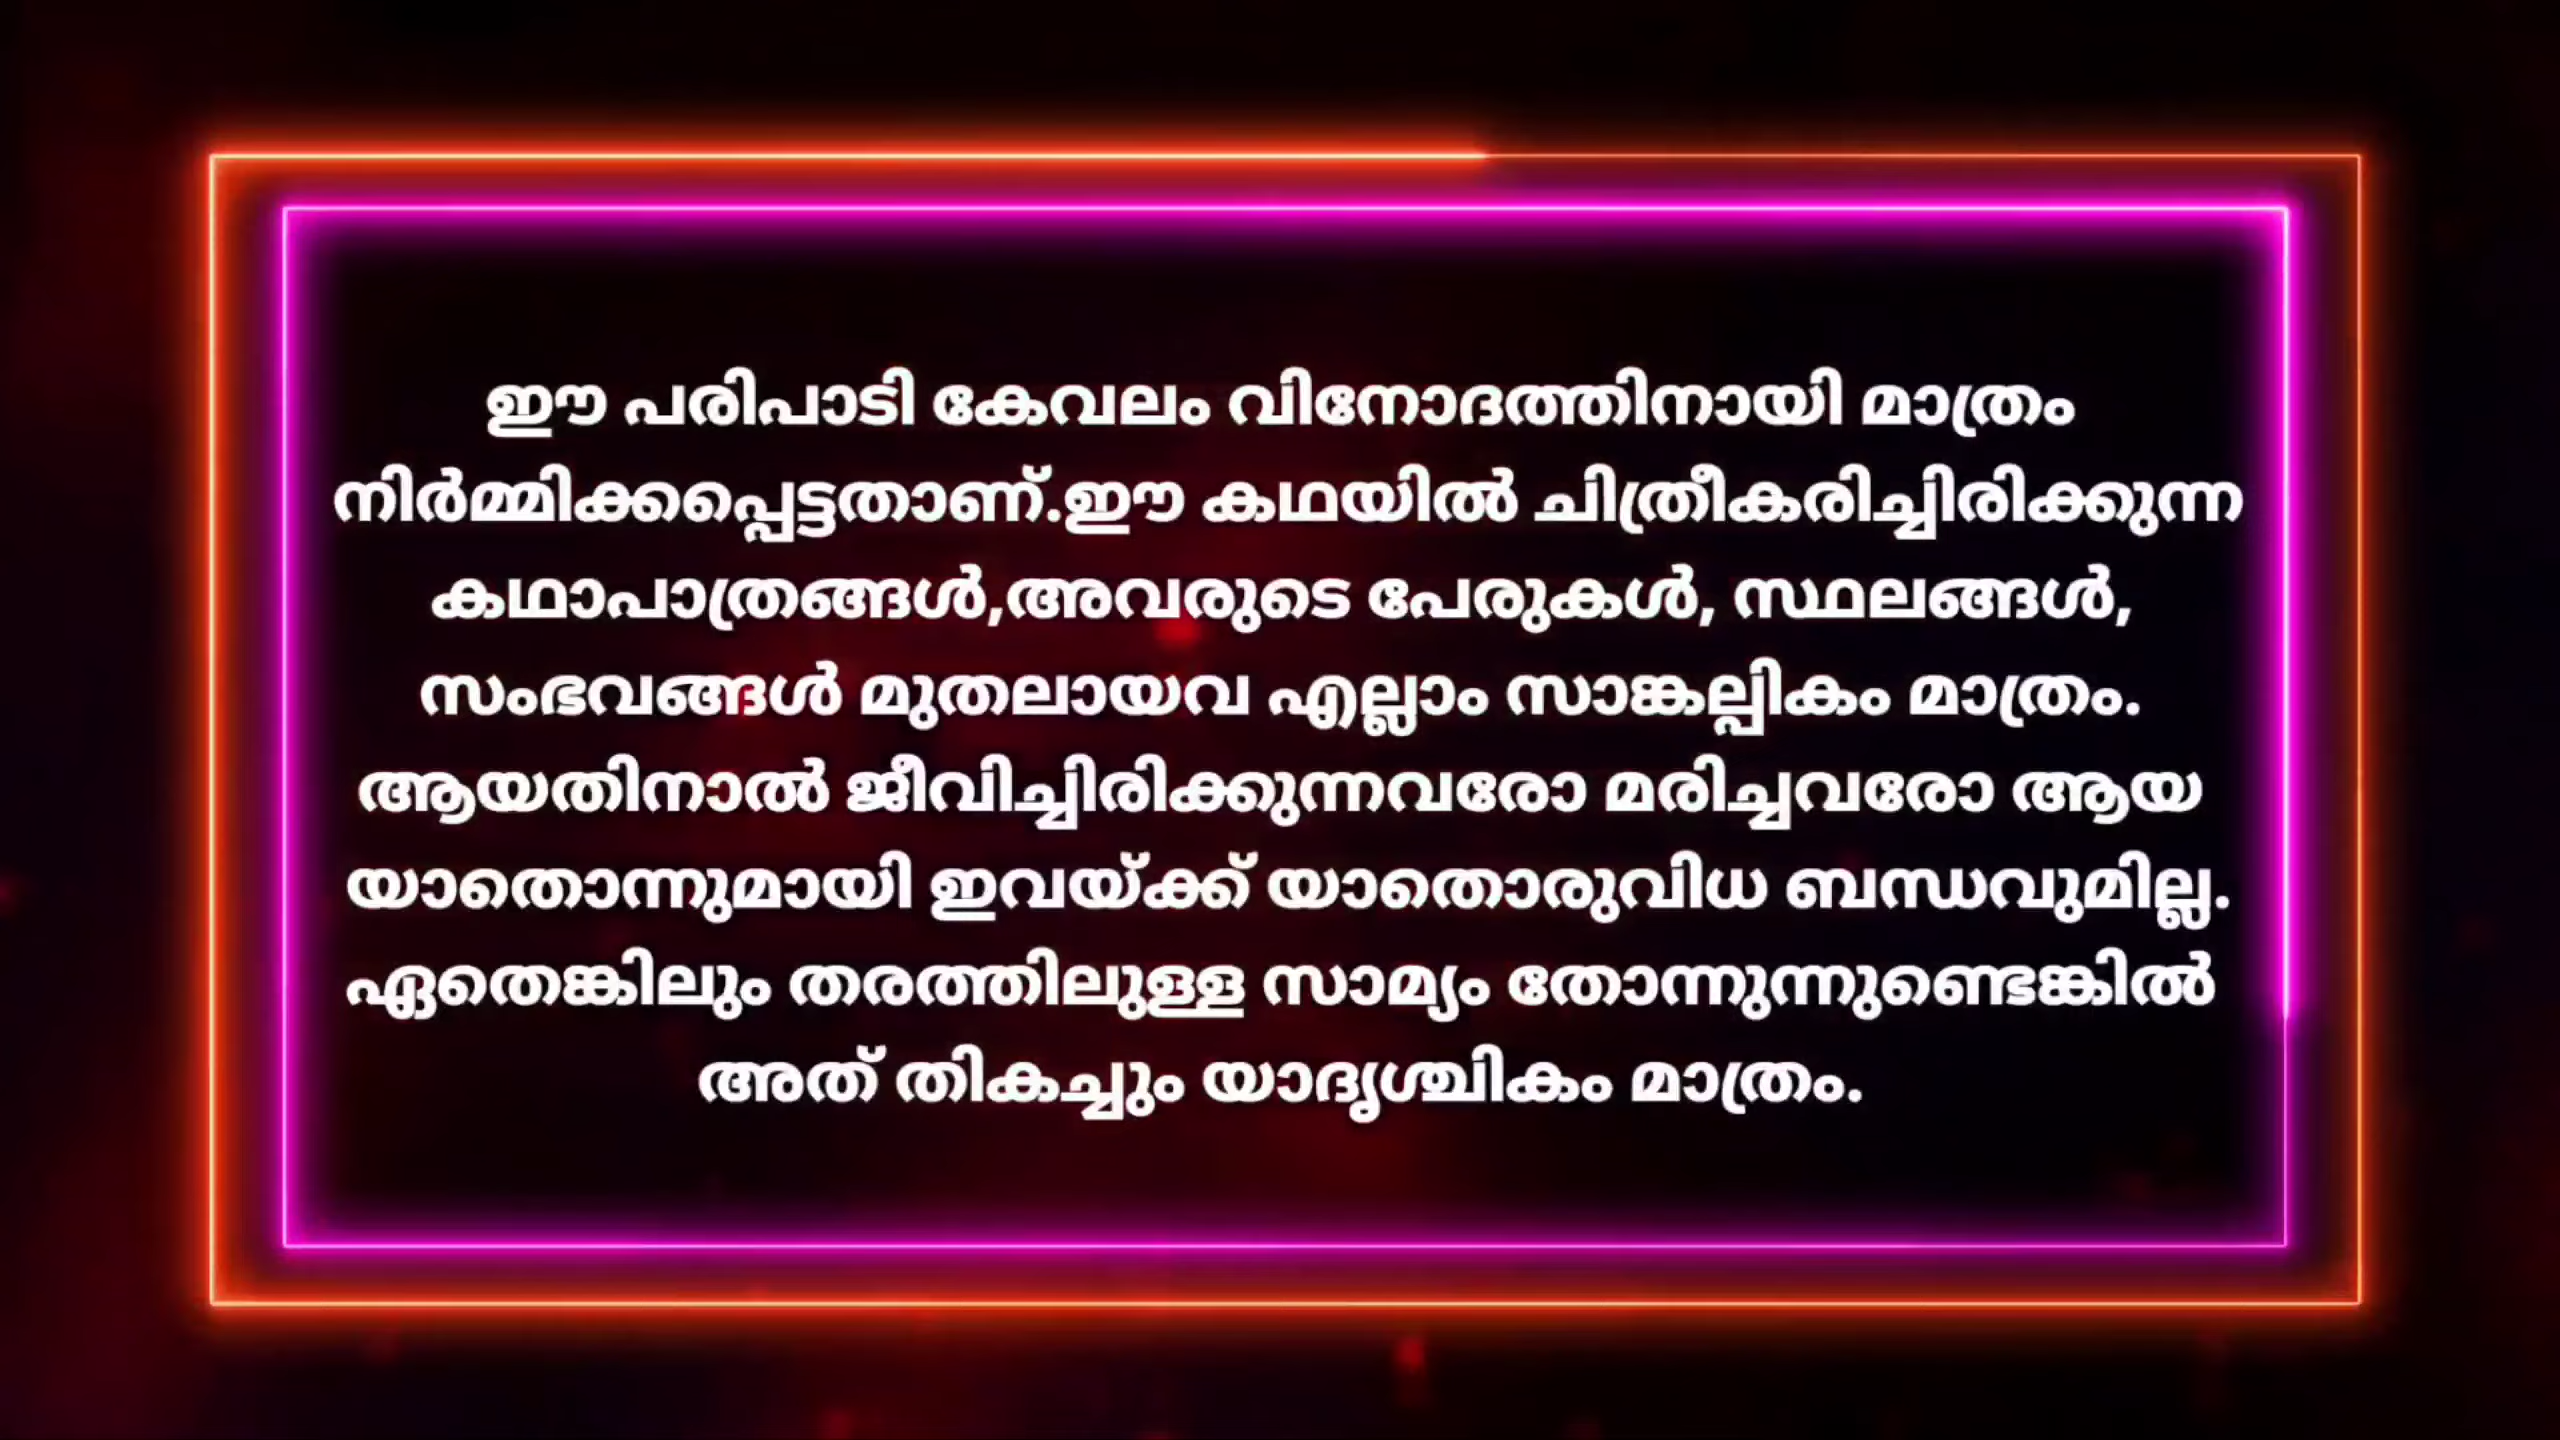 ഈ പരിപാടി കേവലം വിനോദത്തിനായി മാത്രം
നിർമ്മിക്കപ്പെട്ടതാണ്.ഈ കഥയിൽ ചിത്രീകരിച്ചിരിക്കുന്ന
കഥാപാത്രങ്ങൾ,അവരുടെ പേരുകൾ, സ്ഥലങ്ങൾ,
സംഭവങ്ങൾ മുതലായവ എല്ലാം സാങ്കല്പികം മാത്രം.
ആയതിനാൽ ജീവിച്ചിരിക്കുന്നവരോ മരിച്ചവരോ ആയ
യാതൊന്നുമായി ഇവയ്ക്ക് യാതൊരുവിധ ബന്ധവുമില്ല.
ഏതെങ്കിലും തരത്തിലുള്ള സാമ്യം തോന്നുന്നുണ്ടെങ്കിൽ
അത് തികച്ചും യാദൃശ്ചികം മാത്രം.